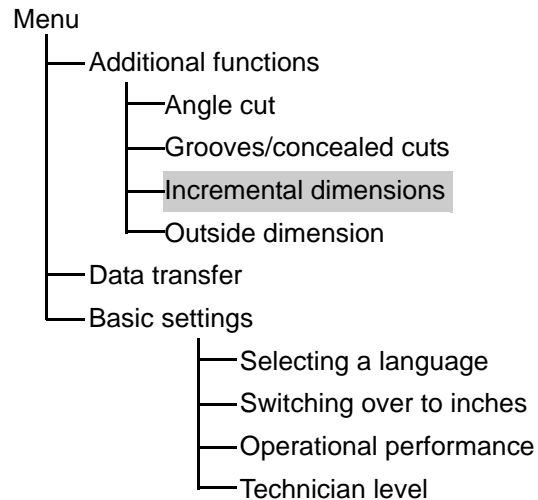 Menu
Additional functions
Angle cut
Grooves/concealed cuts
Incremental dimensions
Outside dimension
Data transfer
Basic settings
Selecting a language
Switching over to inches
Operational performance
Technician level